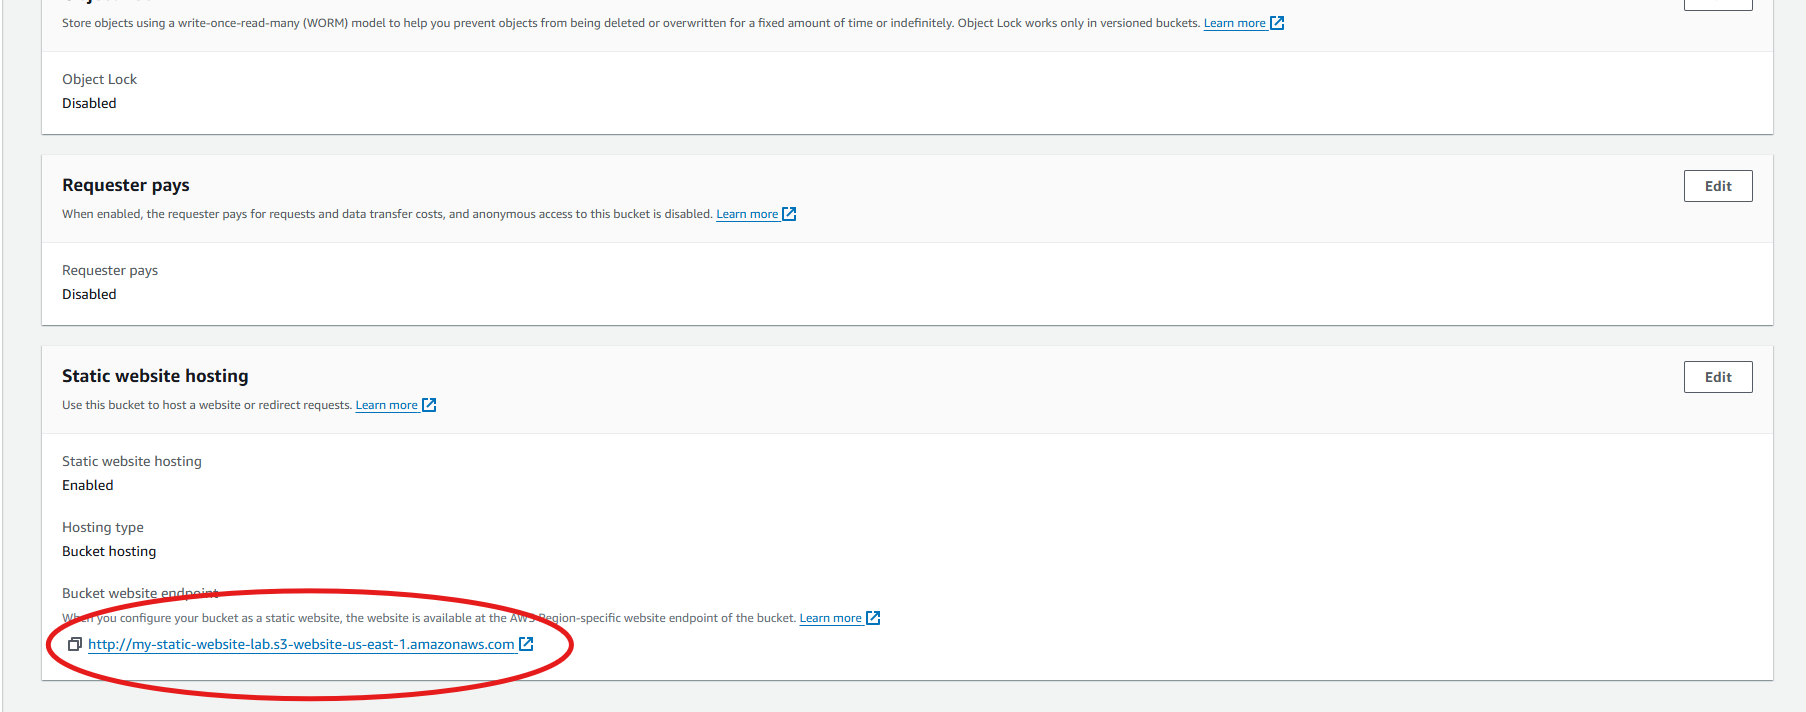 Store objects using a write-once-read-many (WORM) model to help you prevent objects from being deleted or overwritten for a fixed amount of time or indefinitely. Object Lock works only in versioned buckets. Learn more
Object Lock
Disabled
Requester pays
Edit
When enabled, the requester pays for requests and data transfer costs, and anonymous access to this bucket is disabled. Learn more
Requester pays
Disabled
Static website hosting
Edit
Use this bucket to host a website or redirect requests. Learn more
Static website hosting
Enabled
Hosting type
Bucket hosting
Bucket website endpoint
When you configure your bucket as a static website, the website is available at the AWS Region-specific website endpoint of the bucket. Learn more
http://my-static-website-lab.s3-website-us-east-1.amazonaws.com